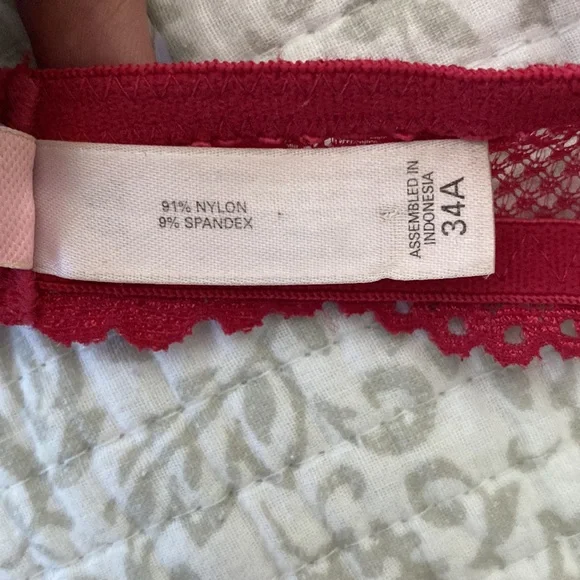 91% NYLON
9% SPANDEX
ASSEMBLED IN
INDONESIA
34A